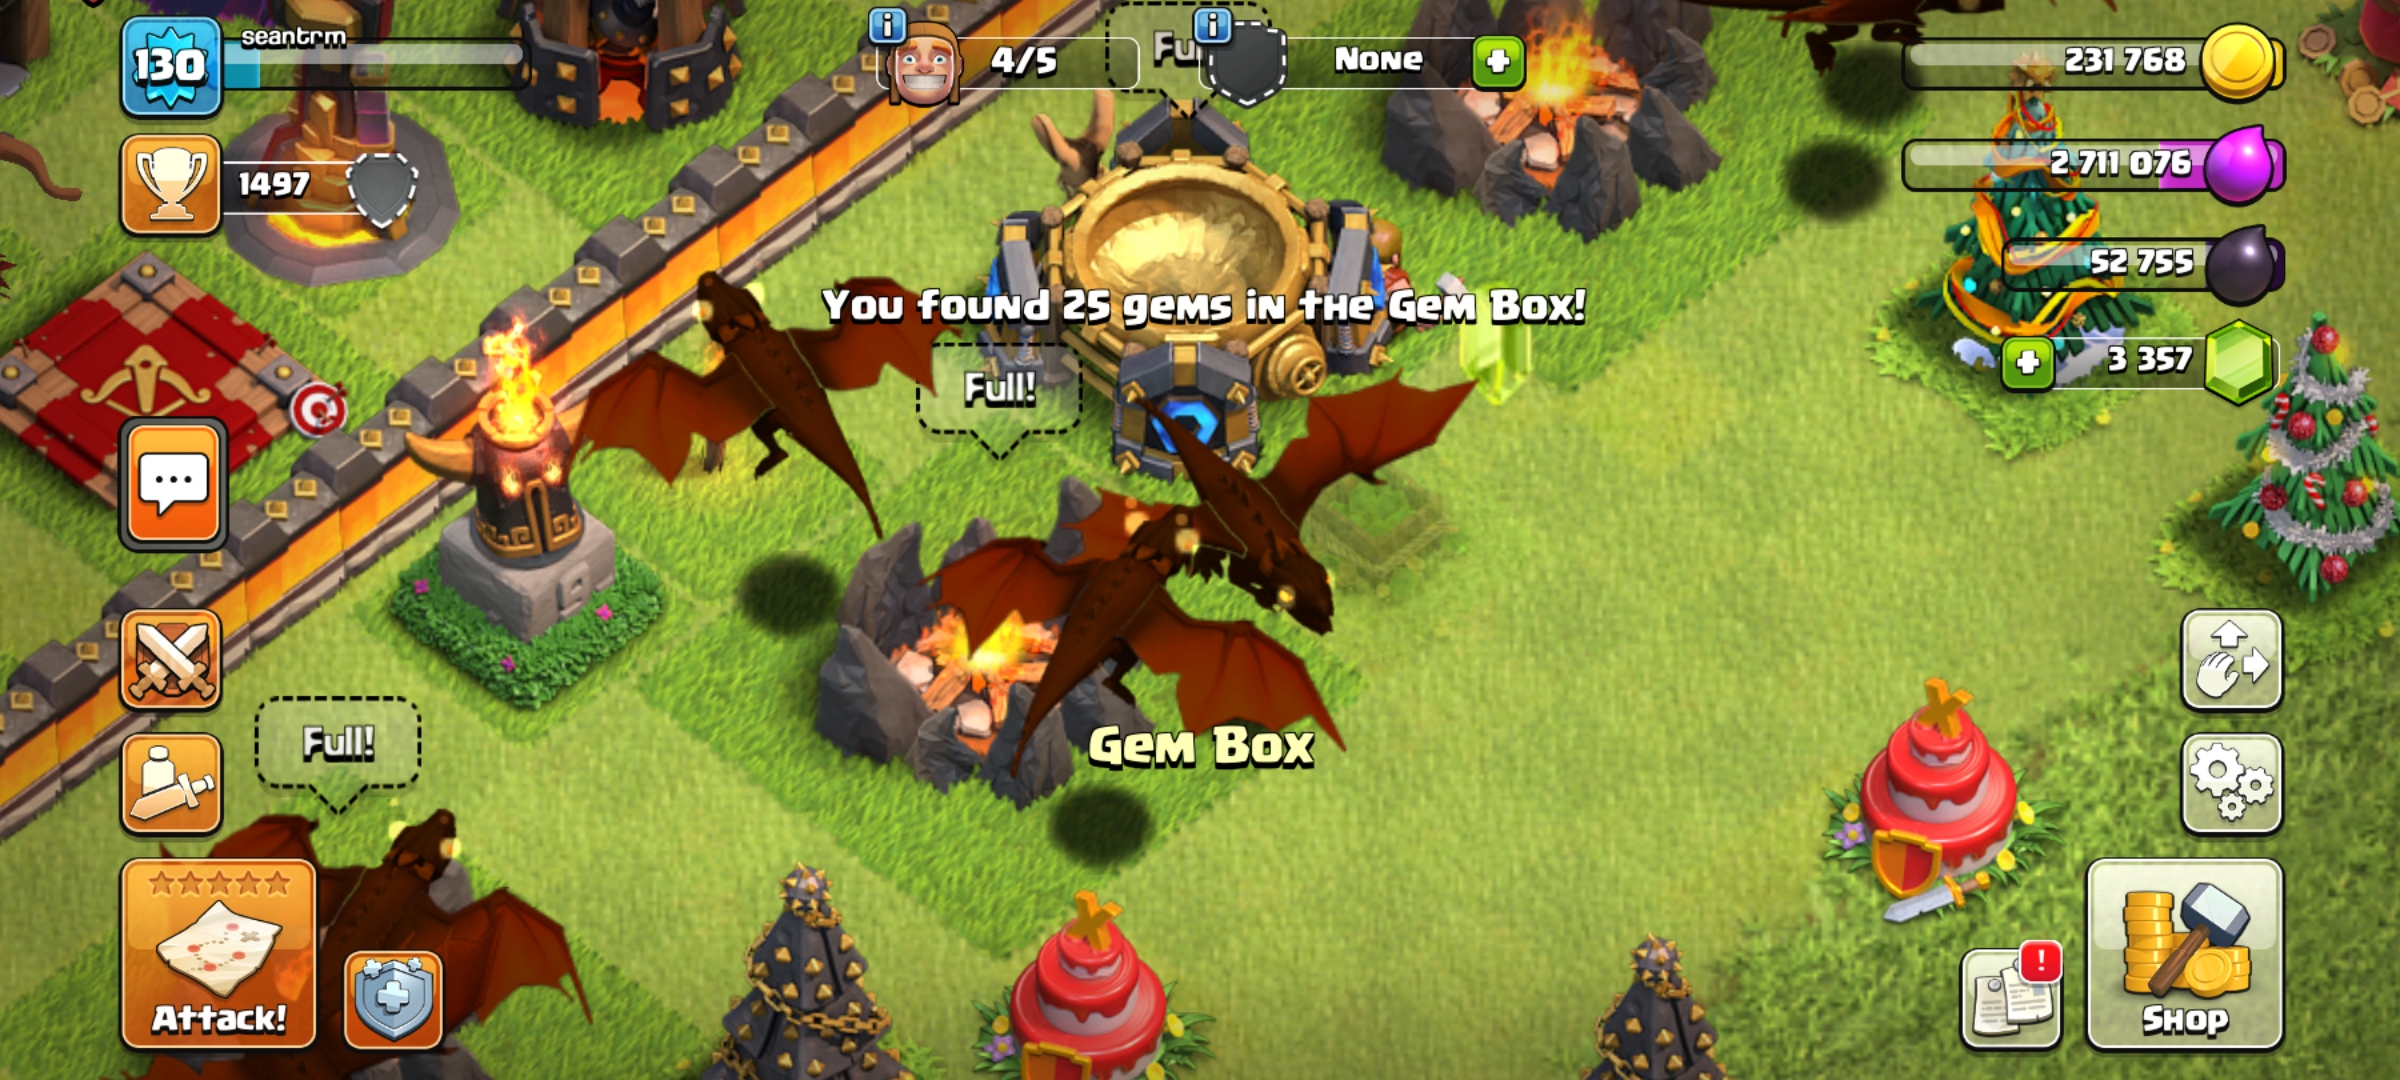 130
seantrm
4/5
Fu
None
231 768
1497
2 711 076
52 755
You found 25 gems in the Gem Box!
3 357
Full!
Full!
Gem Box
Attack!
Shop